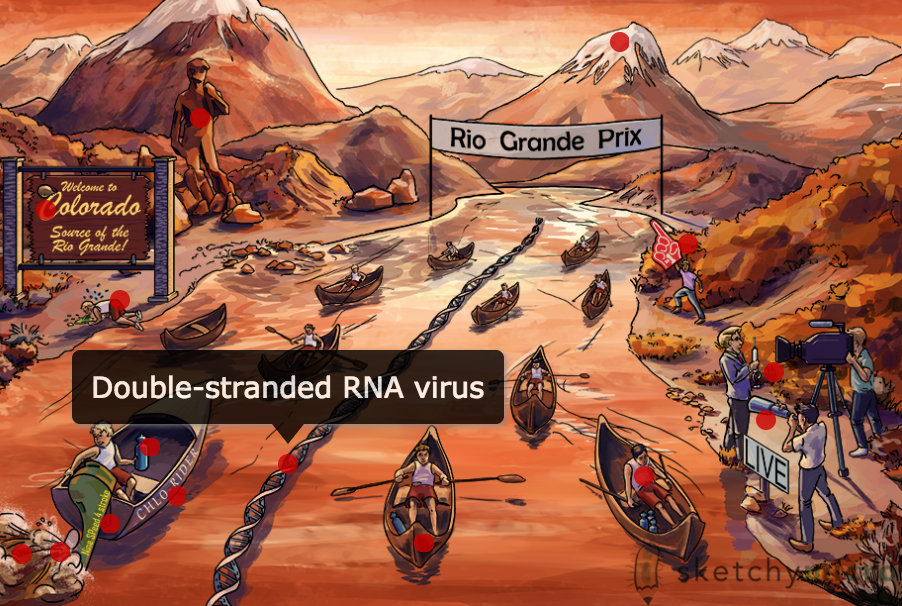 Rio Grande Prix
Welcome to
Colorado
Source of the
Rio Grande!
Double-stranded RNA virus
CHLO RIDER
LIVE
sketchy